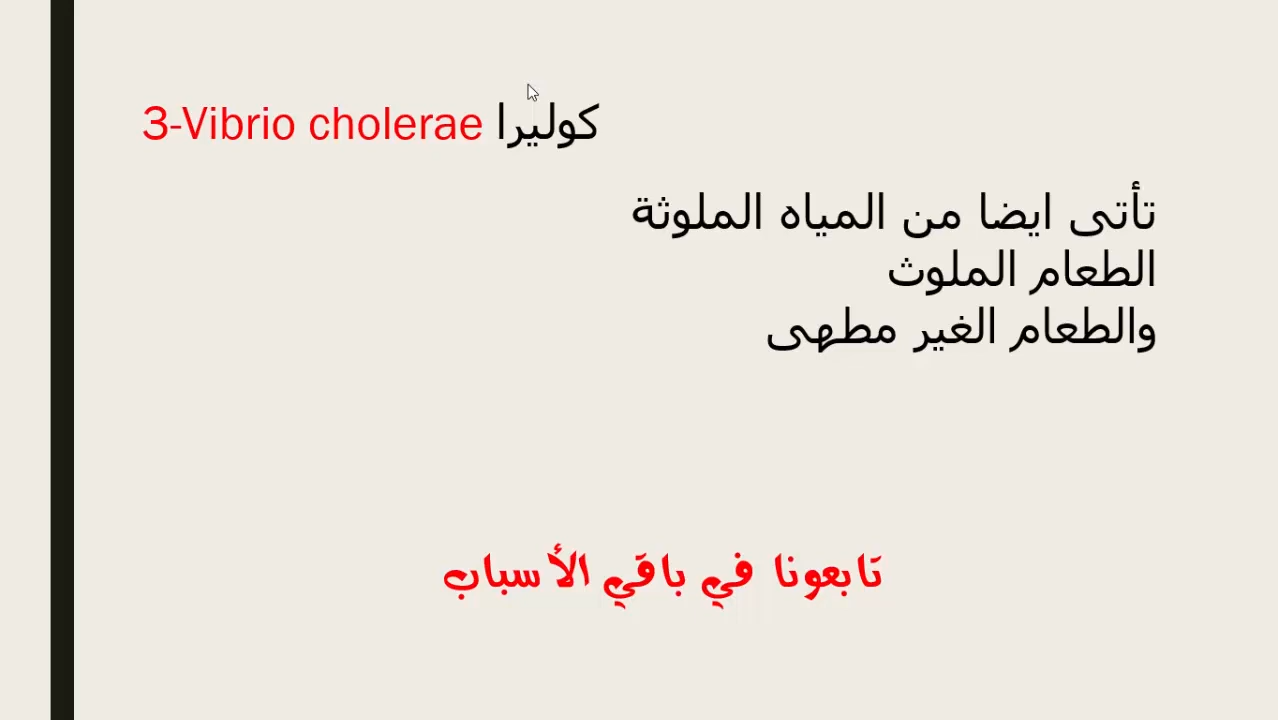 3-Vibrio cholerae كوليرا
تأتى ايضا من المياه الملوثة
الطعام الملوث
والطعام الغير مطهى
تابعونا في باقي الأسباب